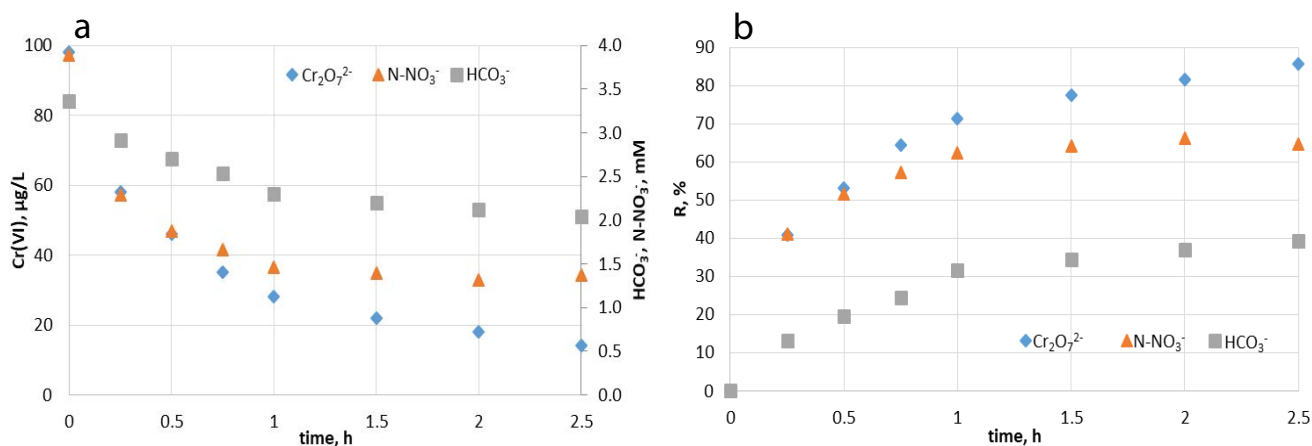 a
Cr(VI), µg/L
100
80
60
40
20
0
Cr₂O₇²⁻ N-NO₃⁻ HCO₃⁻
4.0
3.5
3.0
2.5
2.0
1.5
1.0
0.5
0.0
HCO₃⁻, N-NO₃⁻, mM
0 0.5 1 1.5 2 2.5
time, h
b
R, %
90
80
70
60
50
40
30
20
10
0
Cr₂O₇²⁻ N-NO₃⁻ HCO₃⁻
0 0.5 1 1.5 2 2.5
time, h